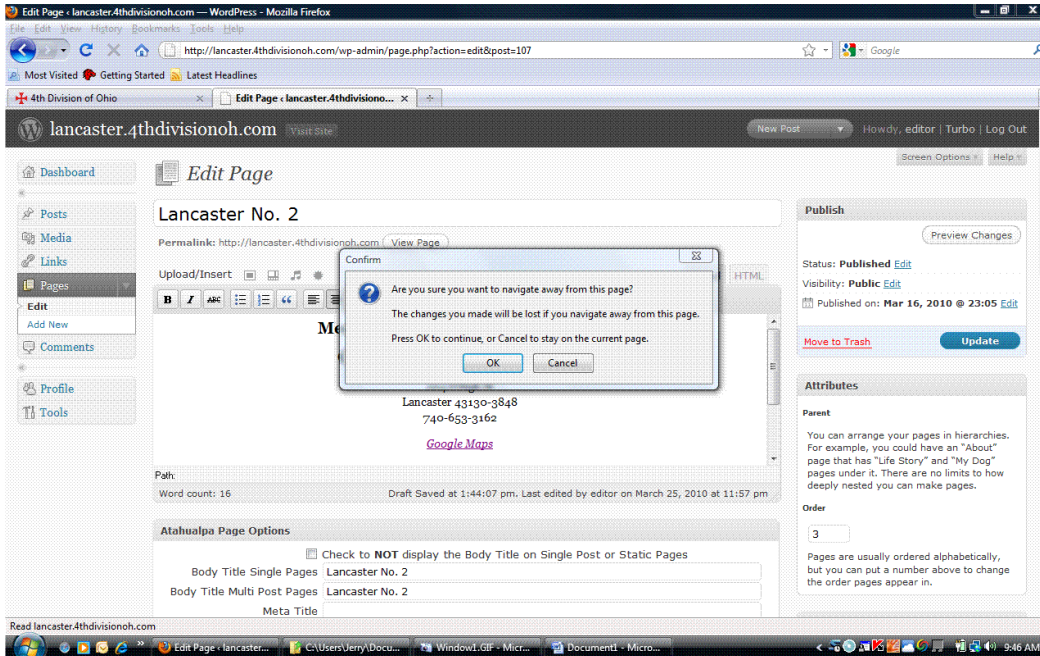 Edit Page ‹ lancaster.4thdivisionoh.com — WordPress - Mozilla Firefox
File Edit View History Bookmarks Tools Help
http://lancaster.4thdivisionoh.com/wp-admin/page.php?action=edit&post=107
Google
Most Visited Getting Started Latest Headlines
4th Division of Ohio
Edit Page ‹ lancaster.4thdivisiono...
lancaster.4thdivisionoh.com Visit Site
New Post
Howdy, editor | Turbo | Log Out
Screen Options Help
Dashboard
Posts
Media
Links
Pages
Edit
Add New
Comments
Profile
Tools
Edit Page
Lancaster No. 2
Permalink: http://lancaster.4thdivisionoh.com View Page
Upload/Insert
HTML
B I ABC
Confirm
Are you sure you want to navigate away from this page?
The changes you made will be lost if you navigate away from this page.
Press OK to continue, or Cancel to stay on the current page.
OK Cancel
Lancaster 43130-3848
740-653-3162
Google Maps
Path:
Word count: 16
Draft Saved at 1:44:07 pm. Last edited by editor on March 25, 2010 at 11:57 pm
Atahualpa Page Options
Check to NOT display the Body Title on Single Post or Static Pages
Body Title Single Pages Lancaster No. 2
Body Title Multi Post Pages Lancaster No. 2
Meta Title
Publish
Preview Changes
Status: Published Edit
Visibility: Public Edit
Published on: Mar 16, 2010 @ 23:05 Edit
Move to Trash
Update
Attributes
Parent
You can arrange your pages in hierarchies.
For example, you could have an "About"
page that has "Life Story" and "My Dog"
pages under it. There are no limits to how
deeply nested you can make pages.
Order
3
Pages are usually ordered alphabetically,
but you can put a number above to change
the order pages appear in.
Read lancaster.4thdivisionoh.com
Edit Page ‹ lancaster...
C:\Users\Jerry\Docu...
Window1.GIF - Micr...
Document1 - Micro...
9:46 AM